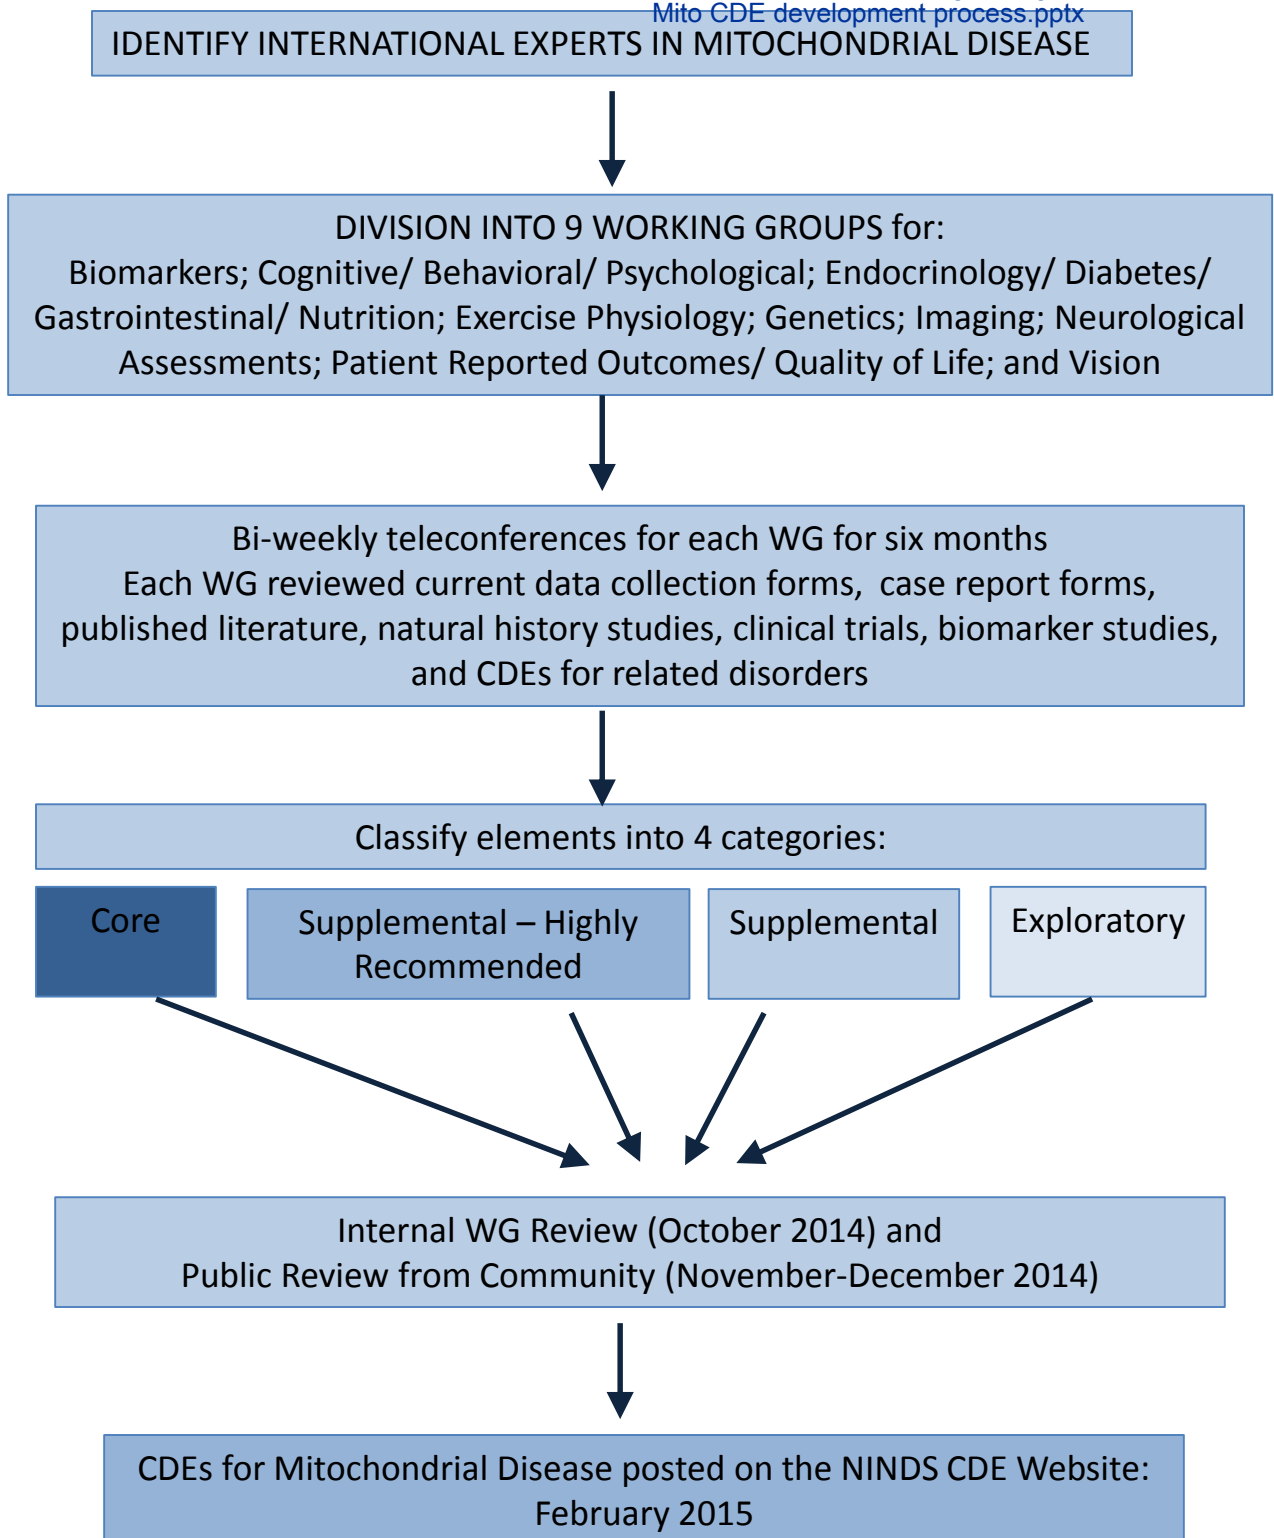 Mito CDE development process.pptx
IDENTIFY INTERNATIONAL EXPERTS IN MITOCHONDRIAL DISEASE
DIVISION INTO 9 WORKING GROUPS for:
Biomarkers; Cognitive/ Behavioral/ Psychological; Endocrinology/ Diabetes/
Gastrointestinal/ Nutrition; Exercise Physiology; Genetics; Imaging; Neurological
Assessments; Patient Reported Outcomes/ Quality of Life; and Vision
Bi-weekly teleconferences for each WG for six months
Each WG reviewed current data collection forms, case report forms,
published literature, natural history studies, clinical trials, biomarker studies,
and CDEs for related disorders
Classify elements into 4 categories:
Core
Supplemental – Highly
Recommended
Supplemental
Exploratory
Internal WG Review (October 2014) and
Public Review from Community (November-December 2014)
CDEs for Mitochondrial Disease posted on the NINDS CDE Website:
February 2015